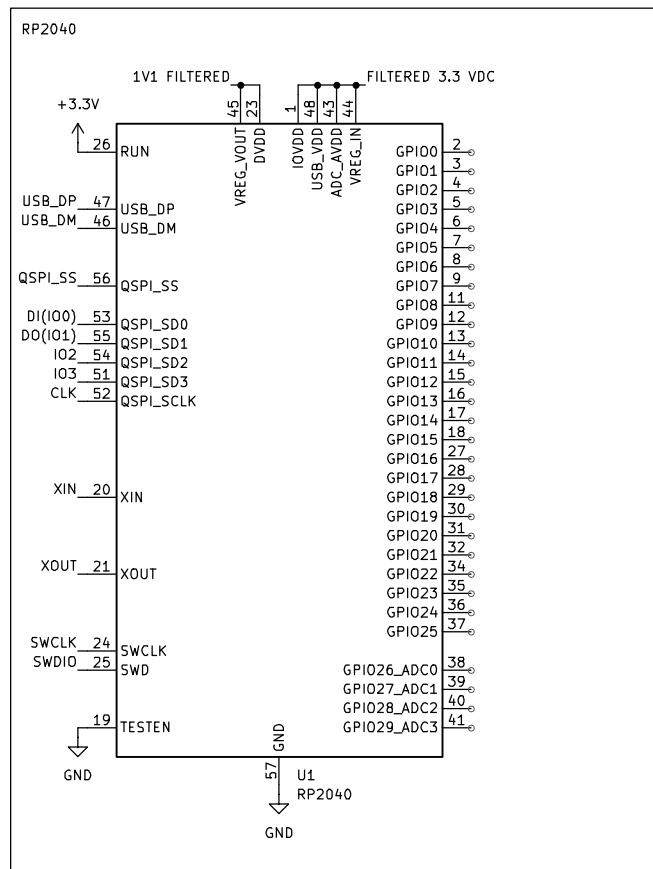 RP2040
1V1 FILTERED
FILTERED 3.3 VDC
+3.3V
45
23
1
48
43
44
VREG_VOUT
DVDD
IOVDD
USB_VDD
ADC_AVDD
VREG_IN
26 RUN
USB_DP 47 USB_DP
USB_DM 46 USB_DM
QSPI_SS 56 QSPI_SS
DI(IO0) 53 QSPI_SD0
DO(IO1) 55 QSPI_SD1
IO2 54 QSPI_SD2
IO3 51 QSPI_SD3
CLK 52 QSPI_SCLK
XIN 20 XIN
XOUT 21 XOUT
SWCLK 24 SWCLK
SWDIO 25 SWD
19 TESTEN
GND
GPIO0 2
GPIO1 3
GPIO2 4
GPIO3 5
GPIO4 6
GPIO5 7
GPIO6 8
GPIO7 9
GPIO8 11
GPIO9 12
GPIO10 13
GPIO11 14
GPIO12 15
GPIO13 16
GPIO14 17
GPIO15 18
GPIO16 27
GPIO17 28
GPIO18 29
GPIO19 30
GPIO20 31
GPIO21 32
GPIO22 34
GPIO23 35
GPIO24 36
GPIO25 37
GPIO26_ADC0 38
GPIO27_ADC1 39
GPIO28_ADC2 40
GPIO29_ADC3 41
GND
57
U1
RP2040
GND